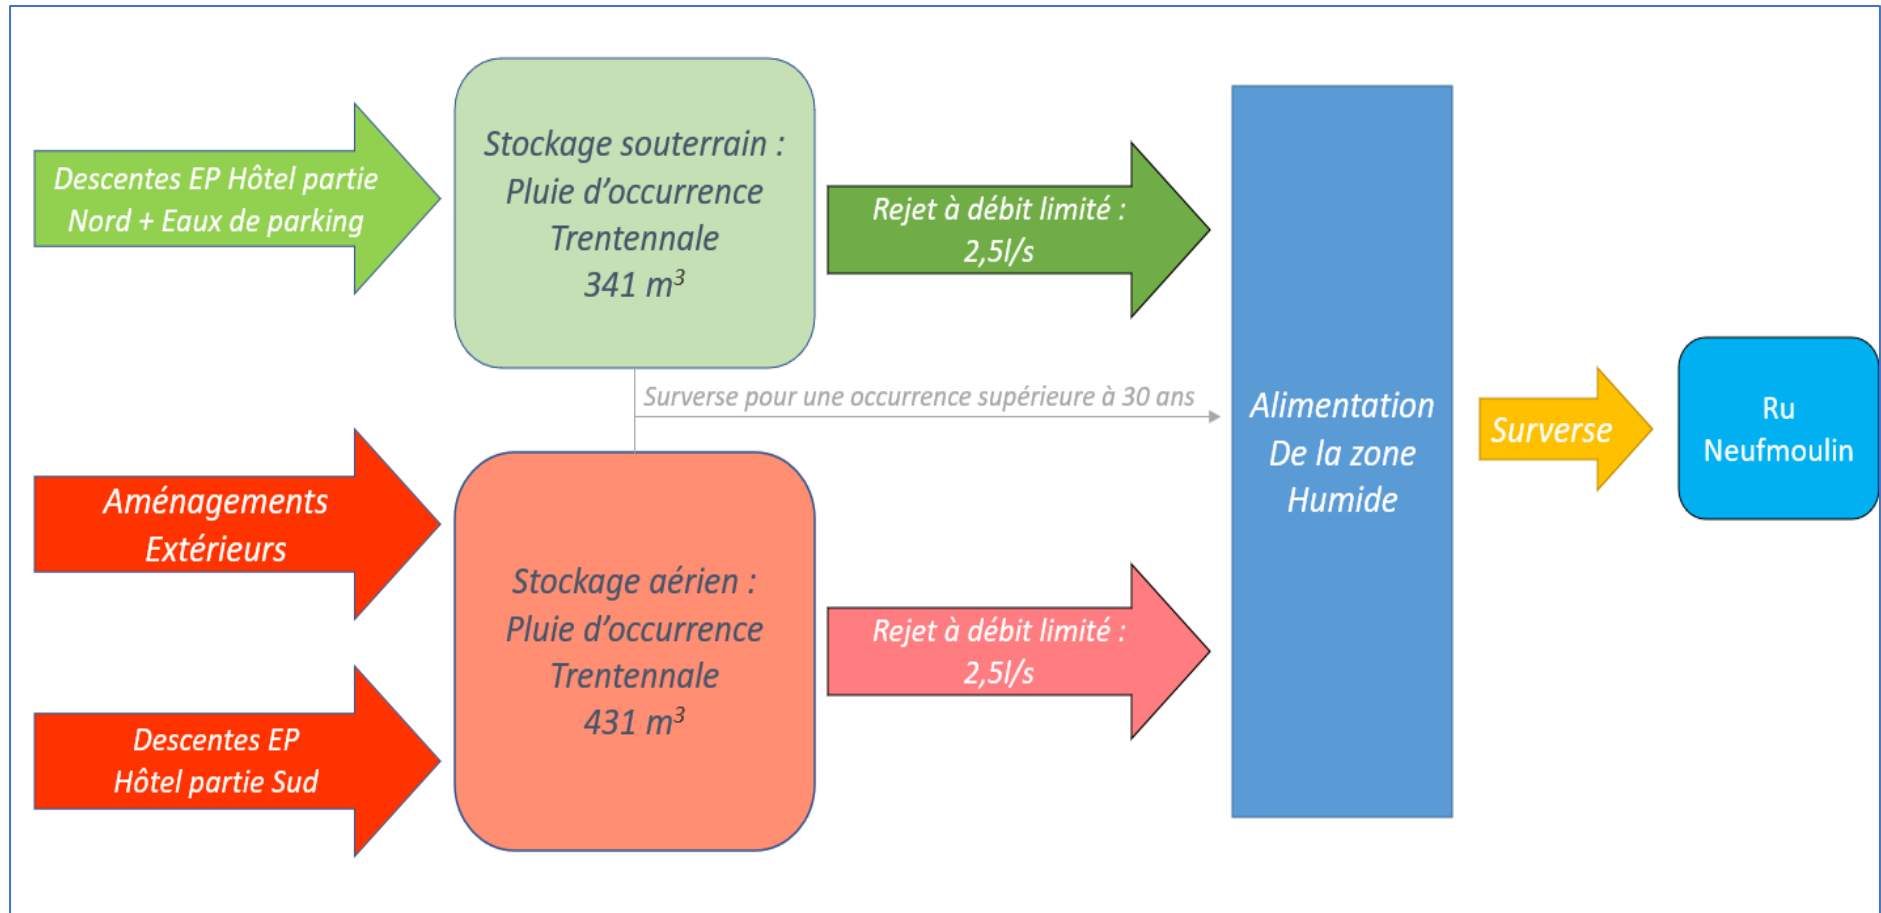 Descentes EP Hôtel partie
Nord + Eaux de parking
Stockage souterrain :
Pluie d’occurrence
Trentennale
341 m³
Rejet à débit limité :
2,5l/s
Surverse pour une occurrence supérieure à 30 ans
Aménagements
Extérieurs
Descentes EP
Hôtel partie Sud
Stockage aérien :
Pluie d’occurrence
Trentennale
431 m³
Rejet à débit limité :
2,5l/s
Alimentation
De la zone
Humide
Surverse
Ru
Neufmoulin